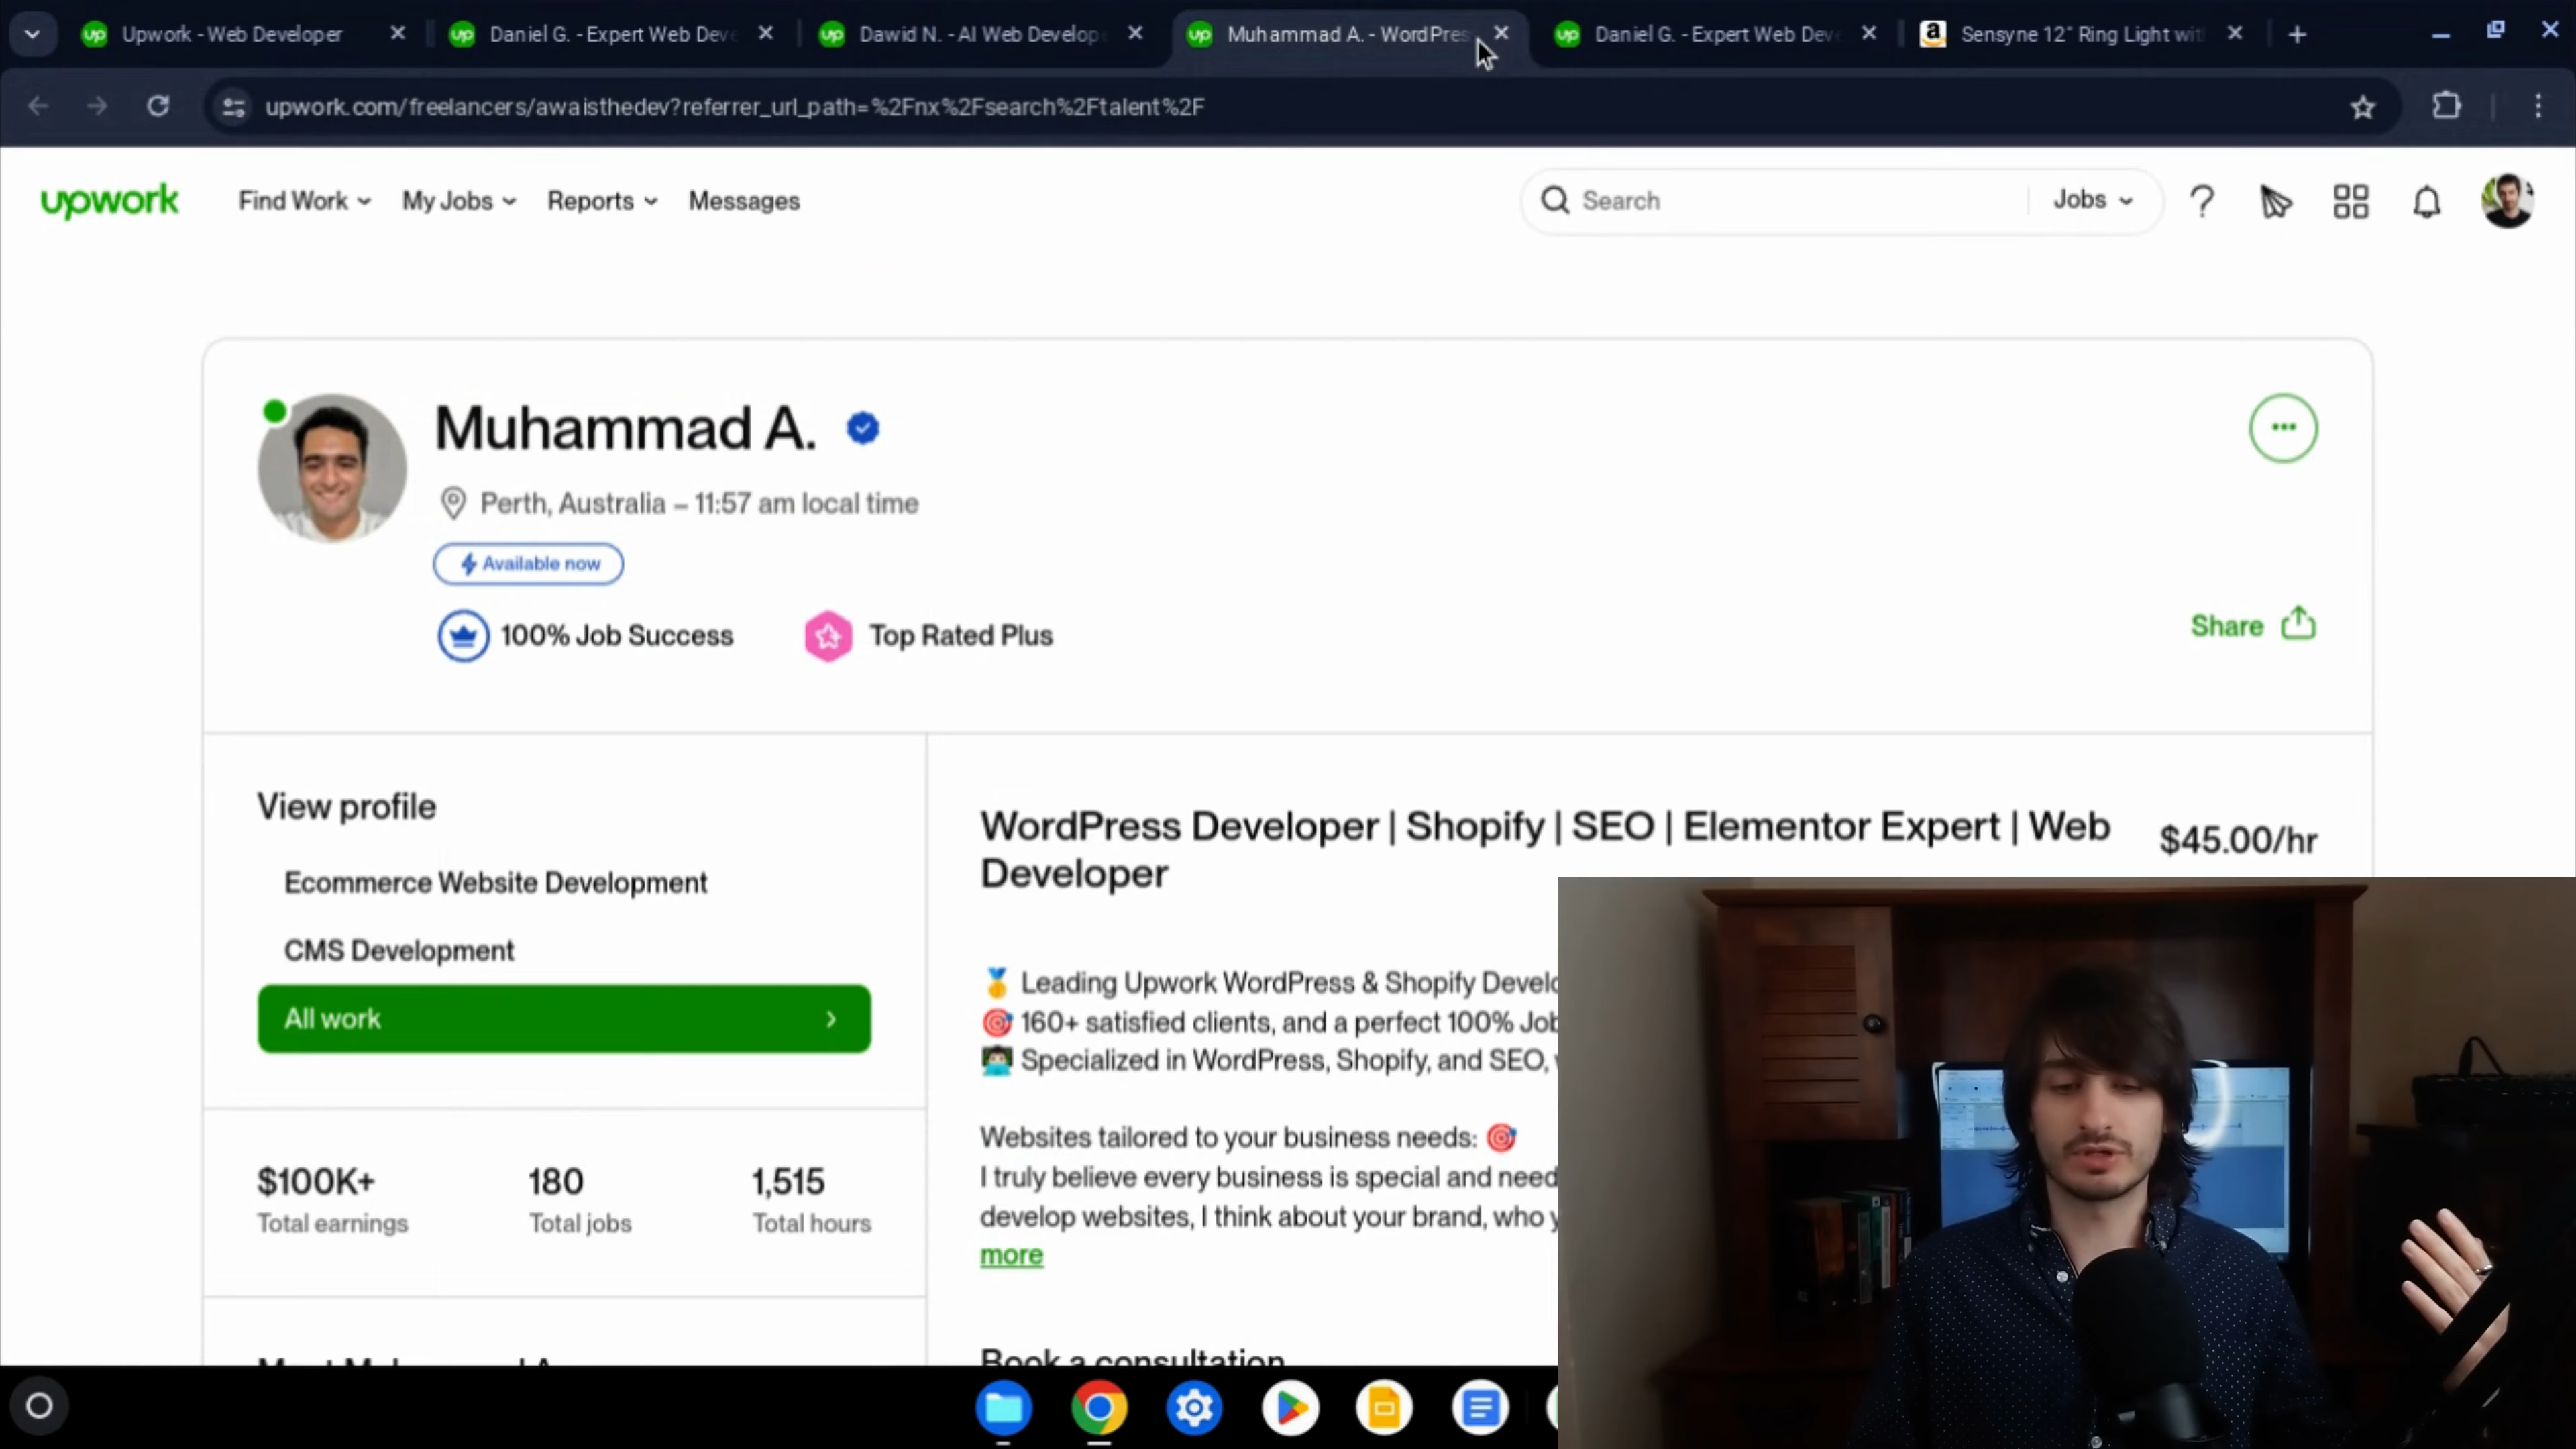 Upwork - Web Developer
Daniel G. - Expert Web Deve
Dawid N. - AI Web Develope
Muhammad A. - WordPres
Daniel G. - Expert Web Deve
Sensyne 12" Ring Light wit
upwork.com/freelancers/awaisthedev?referrer_url_path=%2Fnx%2Fsearch%2Ftalent%2F
upwork
Find Work
My Jobs
Reports
Messages
Search
Jobs
Muhammad A.
Perth, Australia – 11:57 am local time
Available now
100% Job Success
Top Rated Plus
Share
View profile
Ecommerce Website Development
CMS Development
All work
$100K+
Total earnings
180
Total jobs
1,515
Total hours
WordPress Developer | Shopify | SEO | Elementor Expert | Web
Developer
$45.00/hr
🏅 Leading Upwork WordPress & Shopify Develo
🎯 160+ satisfied clients, and a perfect 100% Job
👨🏻‍💻 Specialized in WordPress, Shopify, and SEO,
Websites tailored to your business needs: 🎯
I truly believe every business is special and need
develop websites, I think about your brand, who y
more
Book a consultation